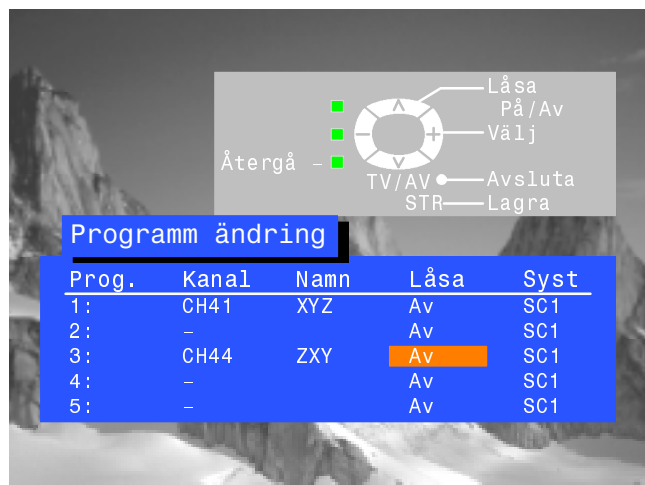 Låsa
På/Av
Välj
Återgå –
TV/AV Avsluta
STR Lagra
Programm ändring
Prog. Kanal Namn Låsa Syst
1: CH41 XYZ Av SC1
2: – Av SC1
3: CH44 ZXY Av SC1
4: – Av SC1
5: – Av SC1